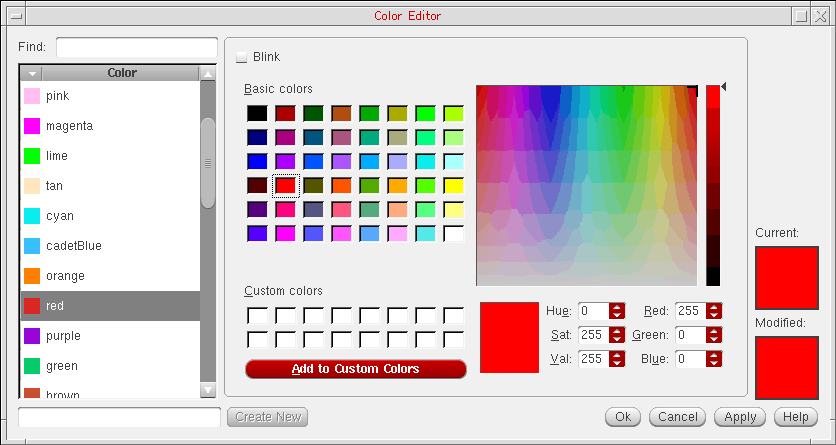 Color Editor
Find:
Color
pink
magenta
lime
tan
cyan
cadetBlue
orange
red
purple
green
brown
Create New
Blink
Basic colors
Custom colors
Add to Custom Colors
Hue: 0 Red: 255
Sat: 255 Green: 0
Val: 255 Blue: 0
Current:
Modified:
Ok Cancel Apply Help